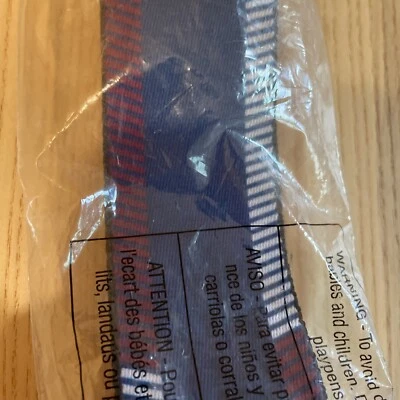 WARNING - To avoid d
babies and children. D
playpens
AVISO - Para evitar p
nce de los niños y
carriolas o corral
ATTENTION . Pou
l'ecart des bébés et
lits, landaus ou p